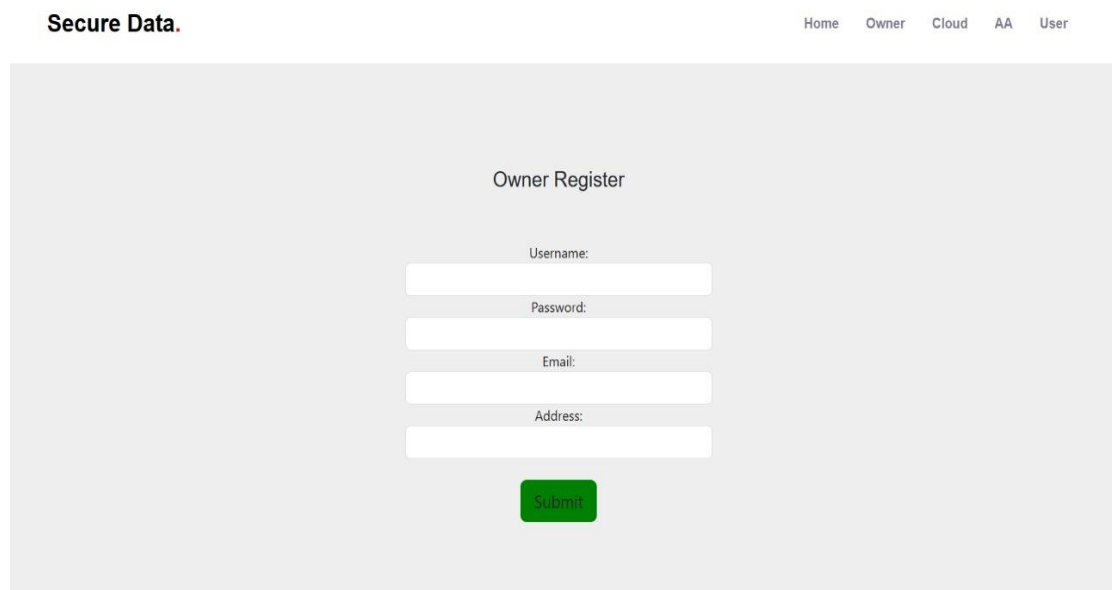 Secure Data.
Home Owner Cloud AA User
Owner Register
Username:
Password:
Email:
Address:
Submit